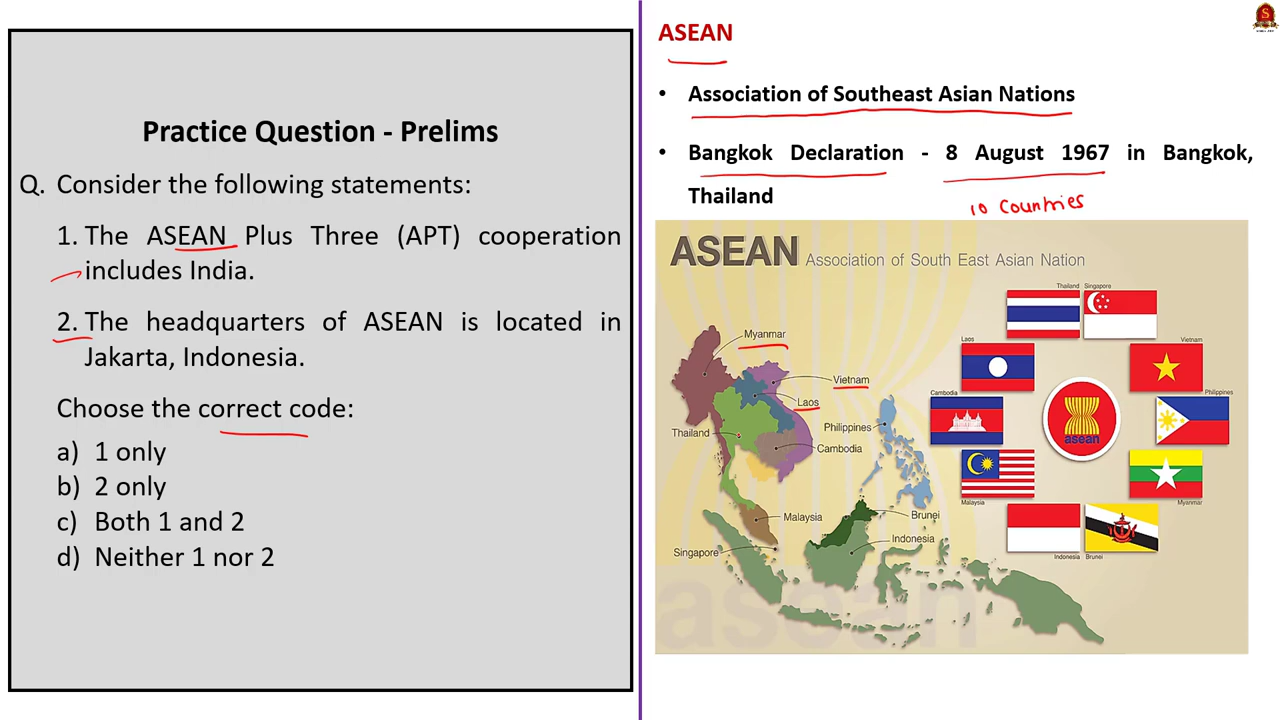 Practice Question - Prelims
Q. Consider the following statements:
1. The ASEAN Plus Three (APT) cooperation
includes India.
2. The headquarters of ASEAN is located in
Jakarta, Indonesia.
Choose the correct code:
a) 1 only
b) 2 only
c) Both 1 and 2
d) Neither 1 nor 2
ASEAN
• Association of Southeast Asian Nations
• Bangkok Declaration - 8 August 1967 in Bangkok,
Thailand
10 Countries
ASEAN Association of South East Asian Nation
Myanmar
Vietnam
Laos
Philippines
Thailand
Cambodia
Malaysia
Brunei
Indonesia
Singapore
Thailand
Singapore
Laos
Vietnam
Cambodia
Philippines
asean
Malaysia
Myanmar
Indonesia
Brunei
asean